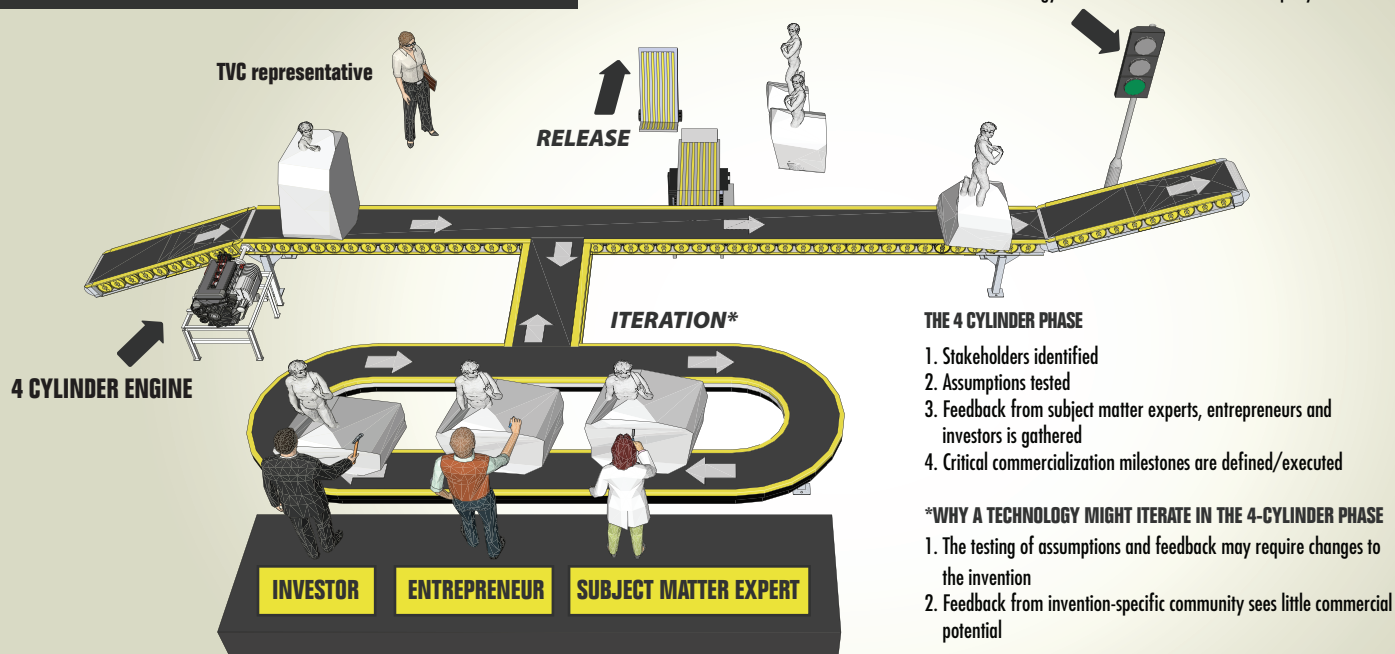 TVC representative
RELEASE
ITERATION*
4 CYLINDER ENGINE
INVESTOR
ENTREPRENEUR
SUBJECT MATTER EXPERT
THE 4 CYLINDER PHASE
1. Stakeholders identified
2. Assumptions tested
3. Feedback from subject matter experts, entrepreneurs and
investors is gathered
4. Critical commercialization milestones are defined/executed
*WHY A TECHNOLOGY MIGHT ITERATE IN THE 4-CYLINDER PHASE
1. The testing of assumptions and feedback may require changes to
the invention
2. Feedback from invention-specific community sees little commercial
potential